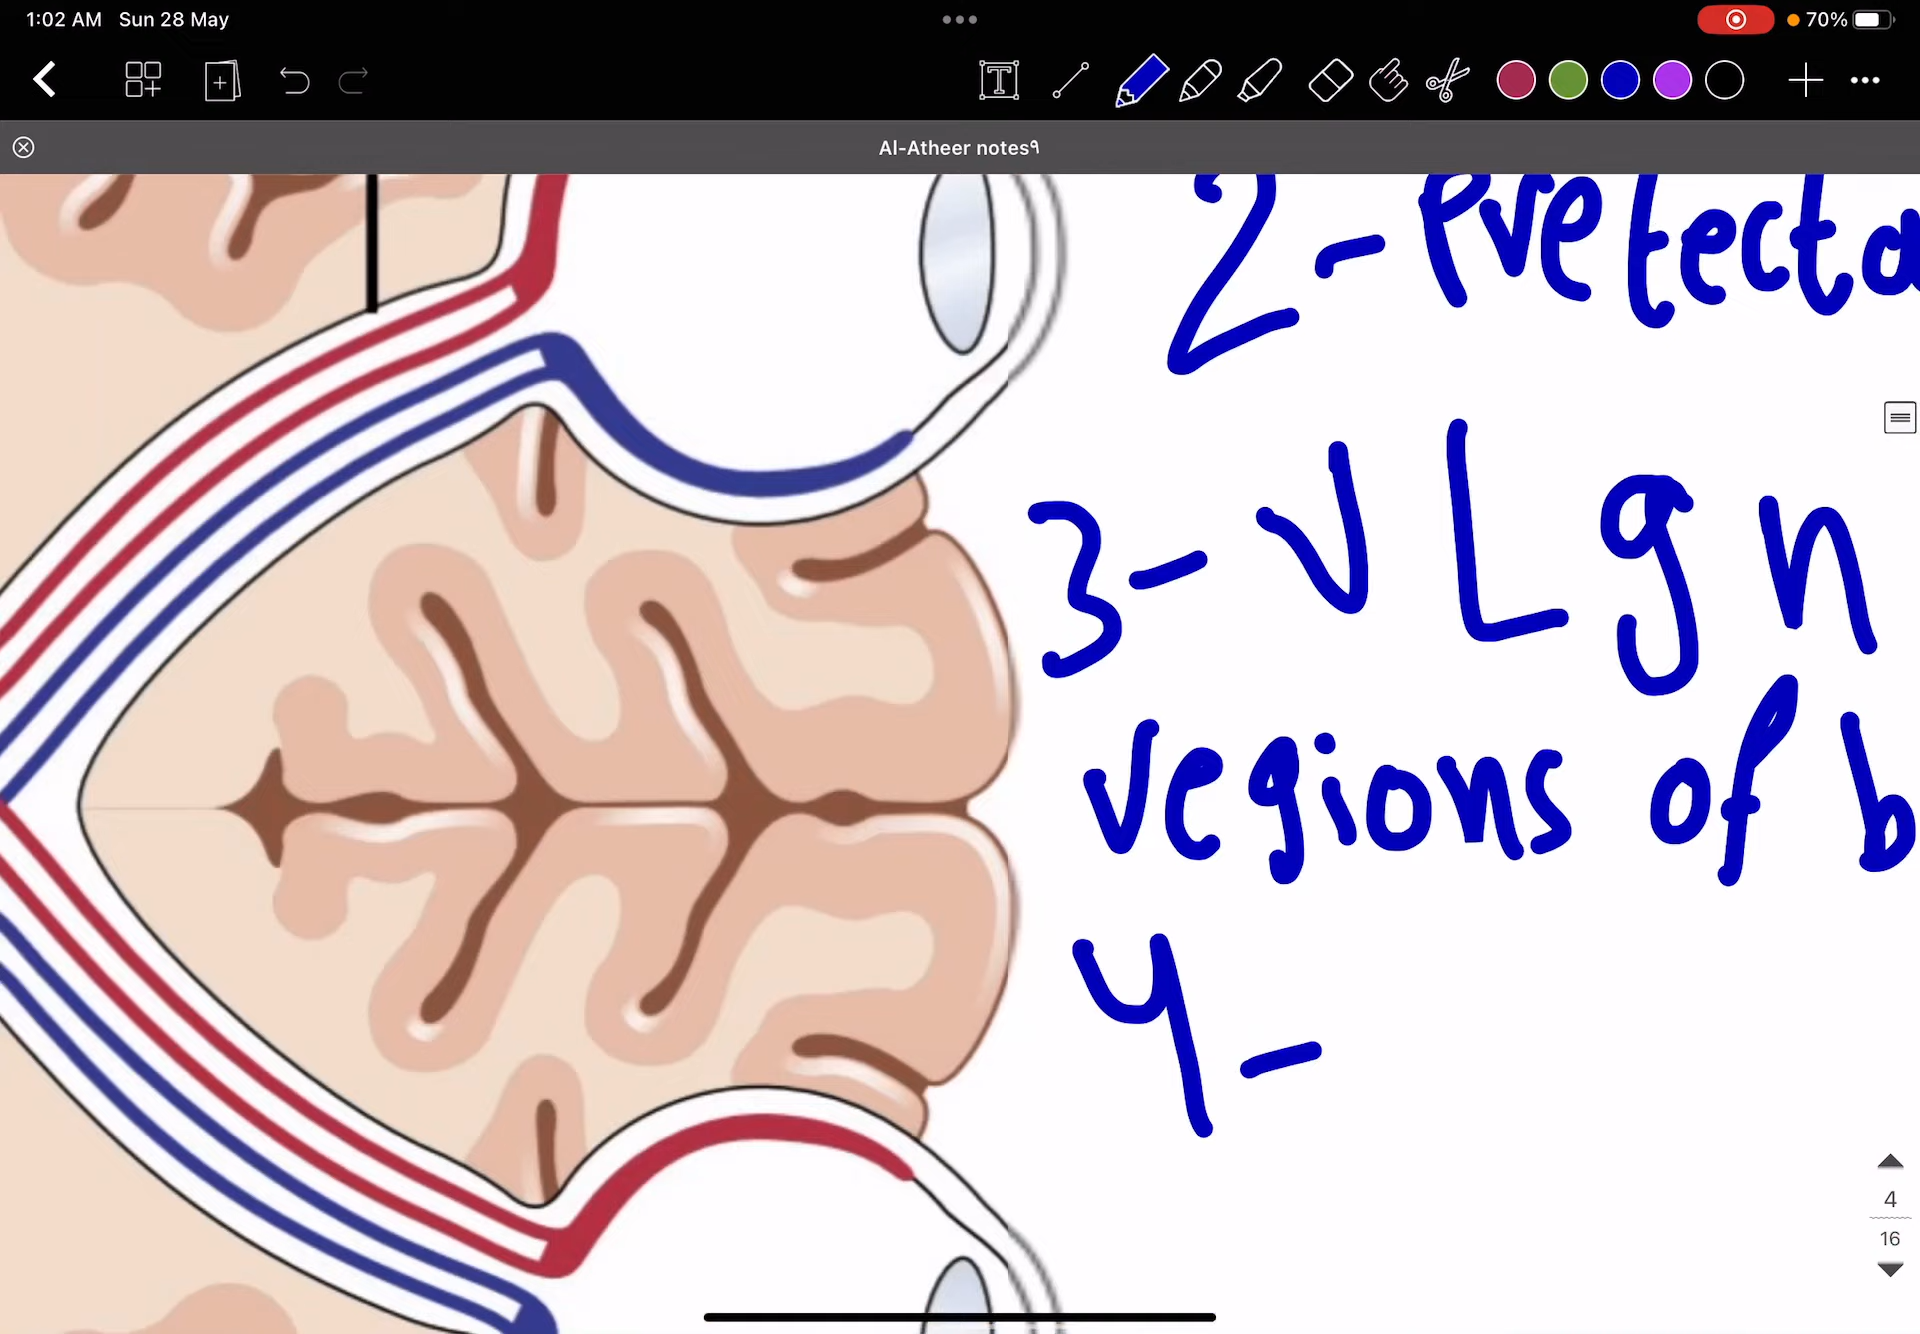 1:02 AM Sun 28 May
70%
T
Al-Atheer notes٩
2- Pretecta
3- VLgn
regions of b
4-
4
16